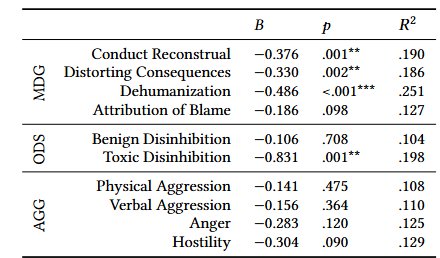 B p R²
MDG
Conduct Reconstrual −0.376 .001** .190
Distorting Consequences −0.330 .002** .186
Dehumanization −0.486 <.001*** .251
Attribution of Blame −0.186 .098 .127
ODS
Benign Disinhibition −0.106 .708 .104
Toxic Disinhibition −0.831 .001** .198
AGG
Physical Aggression −0.141 .475 .108
Verbal Aggression −0.156 .364 .110
Anger −0.283 .120 .125
Hostility −0.304 .090 .129